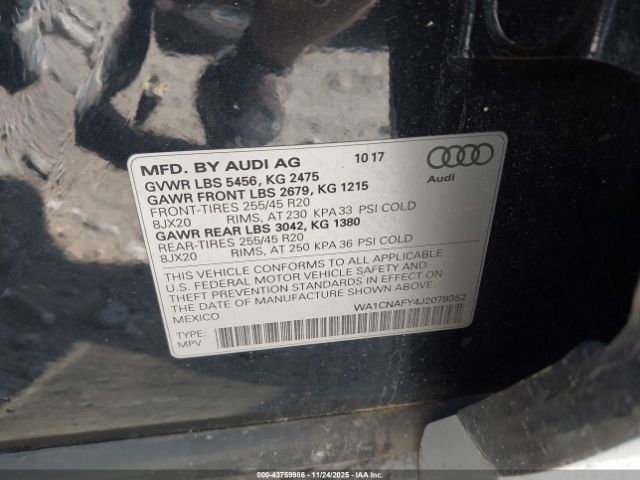 MFD. BY AUDI AG 10 17
GVWR LBS 5456, KG 2475
GAWR FRONT LBS 2679, KG 1215
FRONT-TIRES 255/45 R20
8JX20 RIMS, AT 230 KPA 33 PSI COLD
GAWR REAR LBS 3042, KG 1380
REAR-TIRES 255/45 R20
8JX20 RIMS, AT 250 KPA 36 PSI COLD
Audi
THIS VEHICLE CONFORMS TO ALL APPLICABLE
U.S. FEDERAL MOTOR VEHICLE SAFETY AND
THEFT PREVENTION STANDARDS IN EFFECT ON
THE DATE OF MANUFACTURE SHOWN ABOVE.
MEXICO
WA1CNAFY4J2079352
TYPE:
MPV
000-43759986 - 11/24/2025 - IAAI.COM